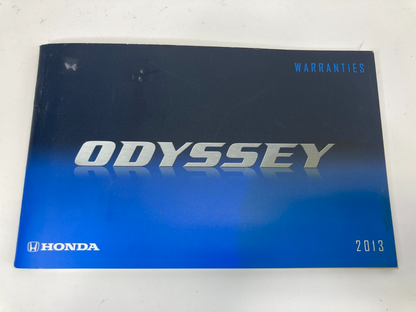 WARRANTIES
ODYSSEY
HONDA
2013